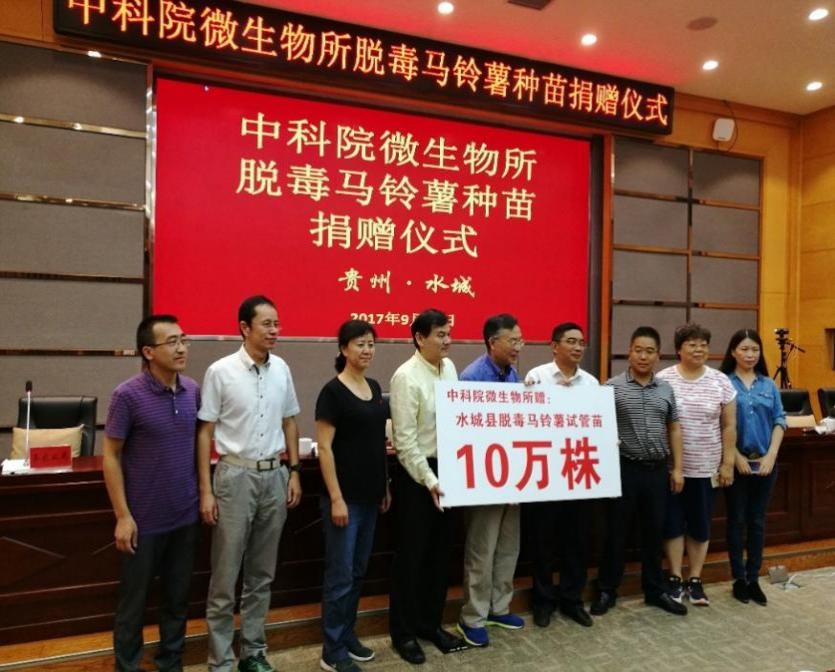 中科院微生物所脱毒马铃薯种苗捐赠仪式
中科院微生物所
脱毒马铃薯种苗
捐赠仪式
贵州·水城
2017年9月
日
中科院微生物所赠：
水城县脱毒马铃薯试管苗
10万株